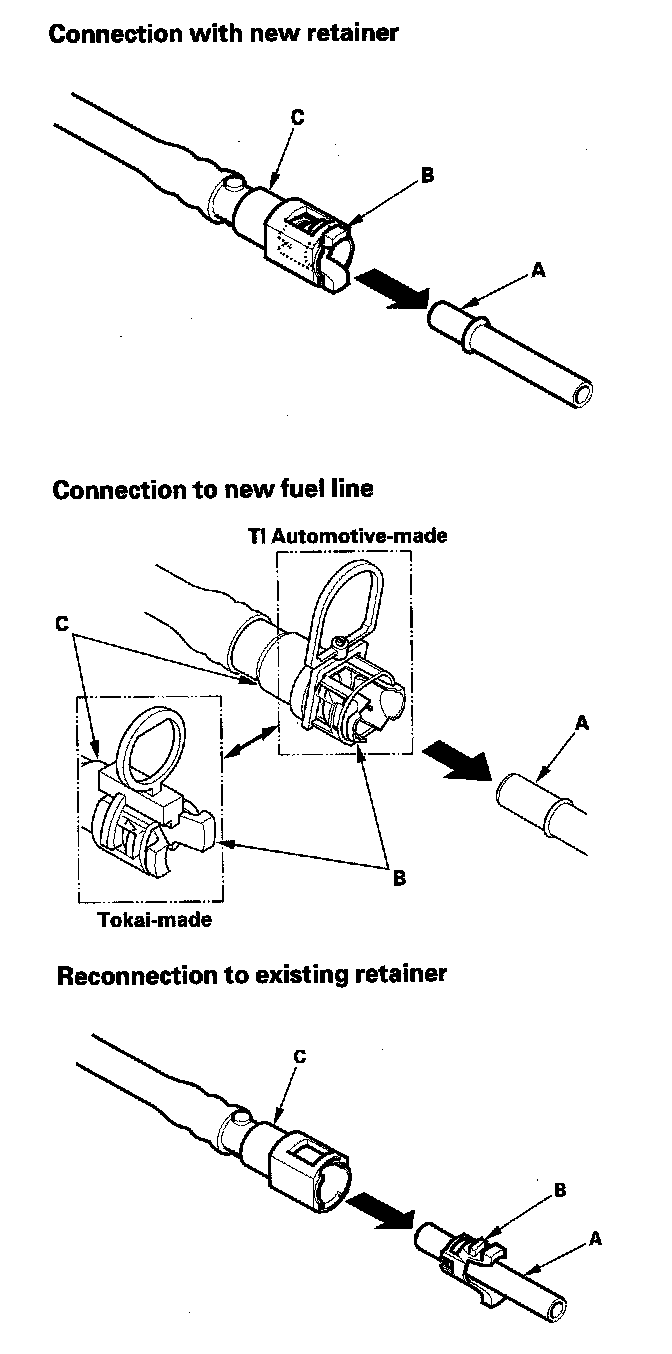 Connection with new retainer
C
B
A
Connection to new fuel line
TI Automotive-made
C
A
B
Tokai-made
Reconnection to existing retainer
C
B
A